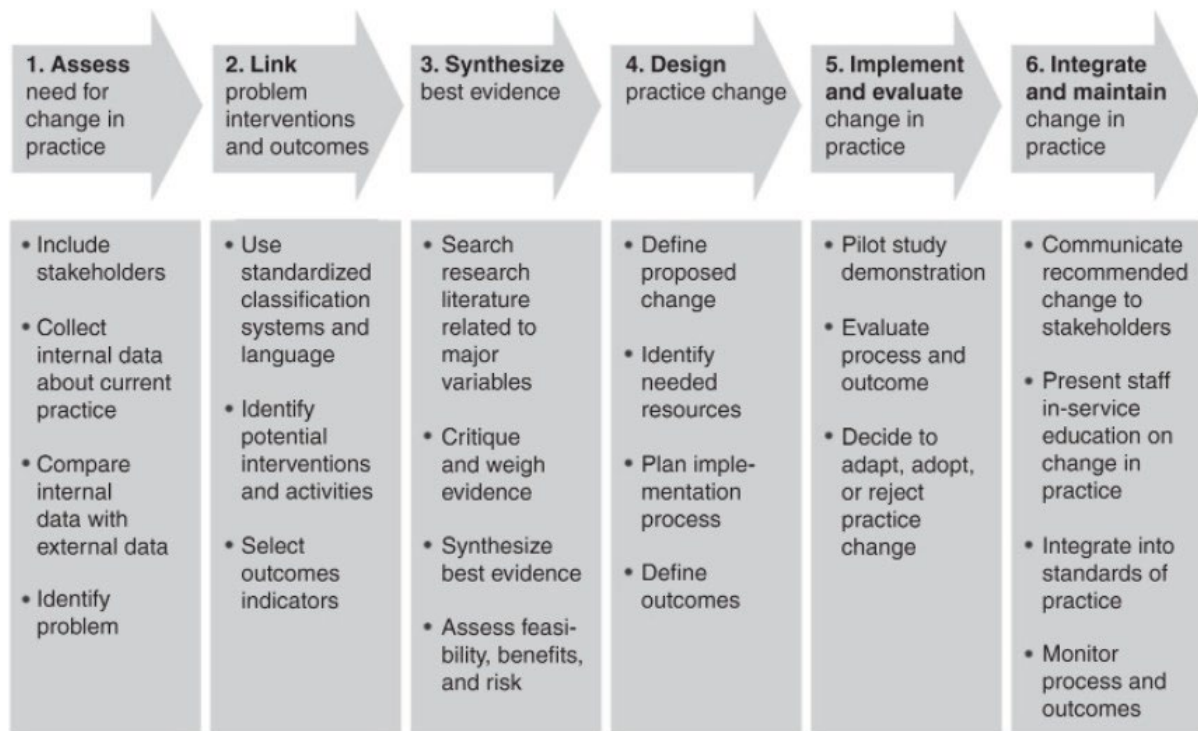 1. Assess
need for
change in
practice
2. Link
problem
interventions
and outcomes
3. Synthesize
best evidence
4. Design
practice change
5. Implement
and evaluate
change in
practice
6. Integrate
and maintain
change in
practice
• Include
stakeholders
• Collect
internal data
about current
practice
• Compare
internal
data with
external data
• Identify
problem
• Use
standardized
classification
systems and
language
• Identify
potential
interventions
and activities
• Select
outcomes
indicators
• Search
research
literature
related to
major
variables
• Critique
and weigh
evidence
• Synthesize
best evidence
• Assess feasi-
bility, benefits,
and risk
• Define
proposed
change
• Identify
needed
resources
• Plan imple-
mentation
process
• Define
outcomes
• Pilot study
demonstration
• Evaluate
process and
outcome
• Decide to
adapt, adopt,
or reject
practice
change
• Communicate
recommended
change to
stakeholders
• Present staff
in-service
education on
change in
practice
• Integrate into
standards of
practice
• Monitor
process and
outcomes